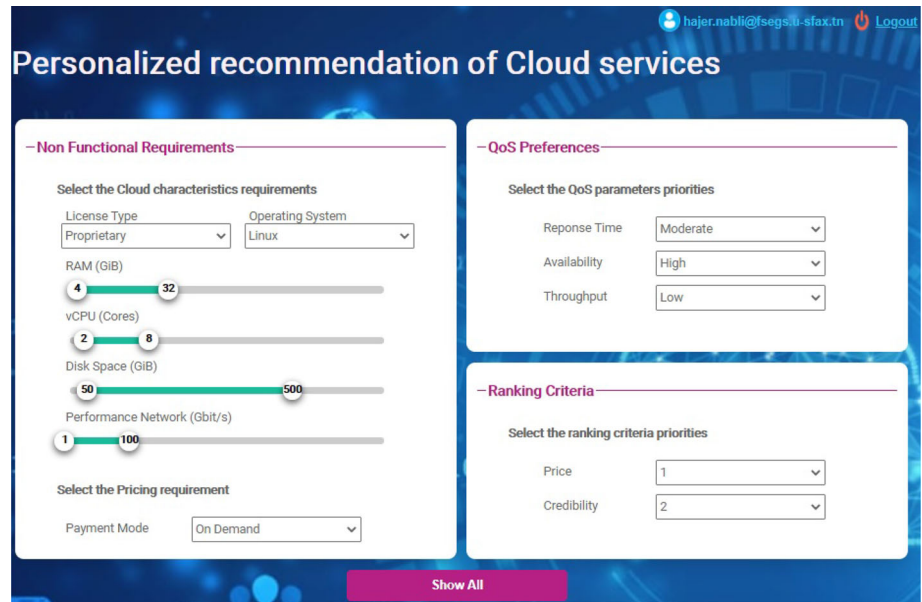 hajer.nabli@fsegs.u-sfax.tn Logout
Personalized recommendation of Cloud services
Non Functional Requirements
Select the Cloud characteristics requirements
License Type Operating System
Proprietary Linux
RAM (GiB)
4 32
vCPU (Cores)
2 8
Disk Space (GiB)
50 500
Performance Network (Gbit/s)
1 100
Select the Pricing requirement
Payment Mode On Demand
QoS Preferences
Select the QoS parameters priorities
Reponse Time Moderate
Availability High
Throughput Low
Ranking Criteria
Select the ranking criteria priorities
Price 1
Credibility 2
Show All